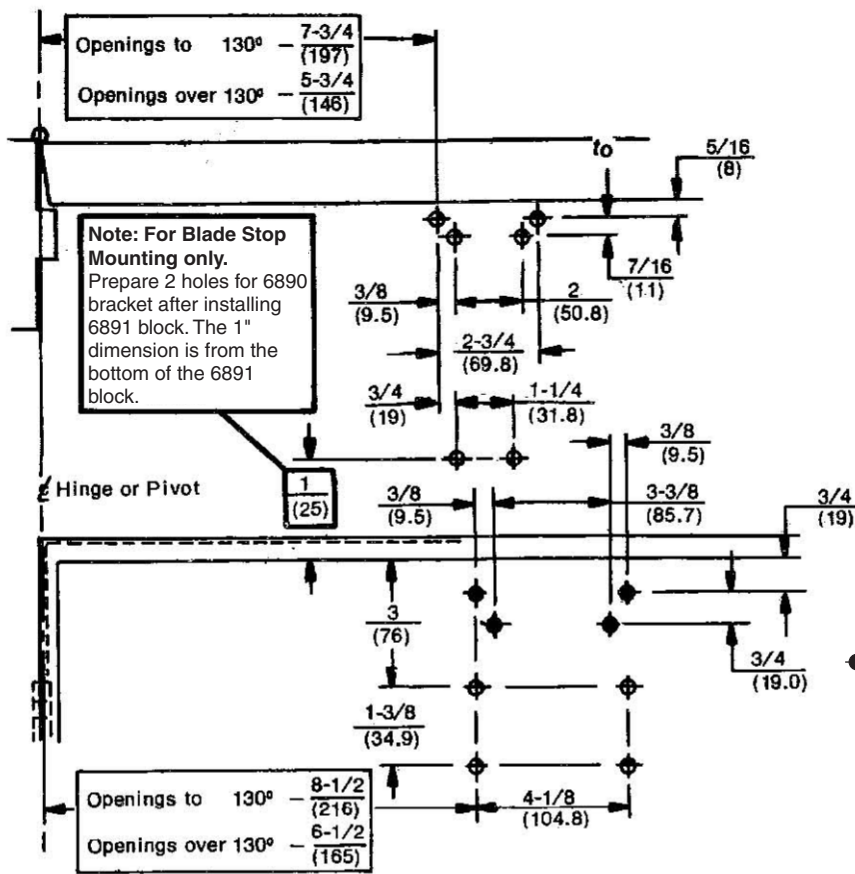 Openings to 130º – 7-3/4
(197)
Openings over 130º – 5-3/4
(146)
to
5/16
(8)
Note: For Blade Stop
Mounting only.
Prepare 2 holes for 6890
bracket after installing
6891 block. The 1"
dimension is from the
bottom of the 6891
block.
7/16
(11)
3/8
(9.5)
2
(50.8)
2-3/4
(69.8)
3/4
(19)
1-1/4
(31.8)
3/8
(9.5)
℄ Hinge or Pivot
1
(25)
3/8
(9.5)
3-3/8
(85.7)
3/4
(19)
3
(76)
3/4
(19.0)
1-3/8
(34.9)
Openings to 130º – 8-1/2
(216)
Openings over 130º – 6-1/2
(165)
4-1/8
(104.8)